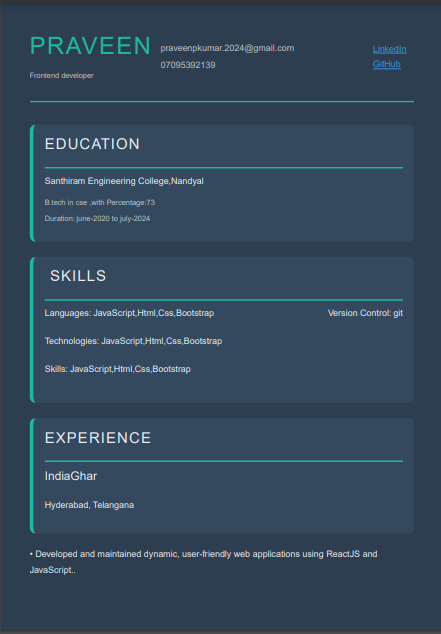 PRAVEEN
praveenpkumar.2024@gmail.com
LinkedIn
07095392139
GitHub
Frontend developer
EDUCATION
Santhiram Engineering College,Nandyal
B.tech in cse ,with Percentage:73
Duration: june-2020 to july-2024
SKILLS
Languages: JavaScript,Html,Css,Bootstrap
Version Control: git
Technologies: JavaScript,Html,Css,Bootstrap
Skills: JavaScript,Html,Css,Bootstrap
EXPERIENCE
IndiaGhar
Hyderabad, Telangana
• Developed and maintained dynamic, user-friendly web applications using ReactJS and
JavaScript..